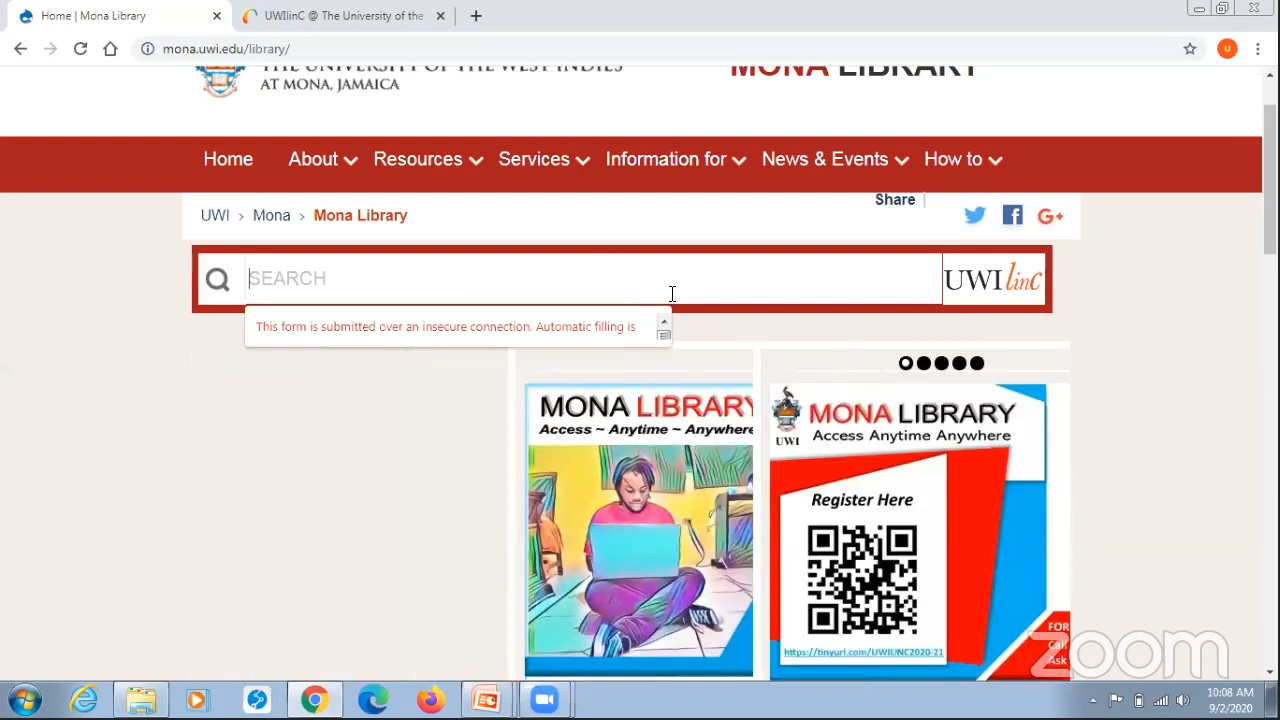 Home | Mona Library
UWIlinC @ The University of the
mona.uwi.edu/library/
u
THE UNIVERSITY OF THE WEST INDIES
AT MONA, JAMAICA
MONA LIBRARY
Home About Resources Services Information for News & Events How to
Share
UWI › Mona › Mona Library
G+
SEARCH
UWI linC
This form is submitted over an insecure connection. Automatic filling is
MONA LIBRARY
Access ~ Anytime ~ Anywhere
UWI
MONA LIBRARY
Access Anytime Anywhere
Register Here
https://tinyurl.com/UWILINC2020-21
FOR
Call
Ask
zoom
10:08 AM
9/2/2020